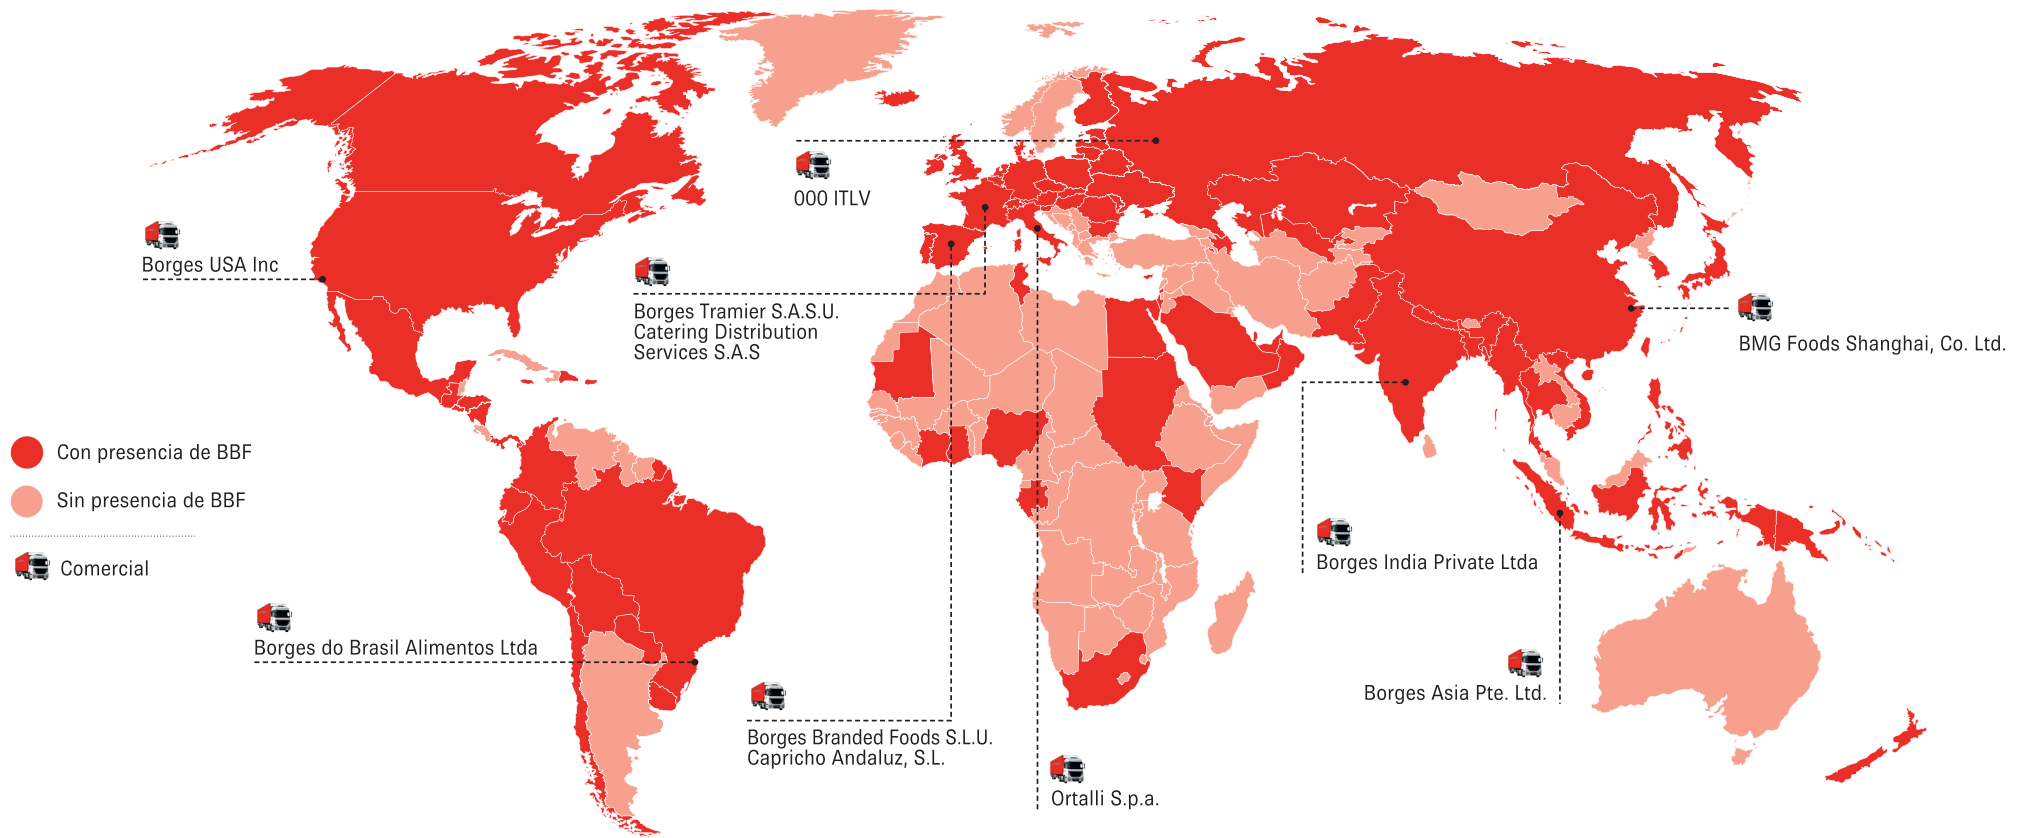 000 ITLV
Borges USA Inc
Borges Tramier S.A.S.U.
Catering Distribution
Services S.A.S
BMG Foods Shanghai, Co. Ltd.
Con presencia de BBF
Sin presencia de BBF
Comercial
Borges India Private Ltda
Borges do Brasil Alimentos Ltda
Borges Asia Pte. Ltd.
Borges Branded Foods S.L.U.
Capricho Andaluz, S.L.
Ortalli S.p.a.